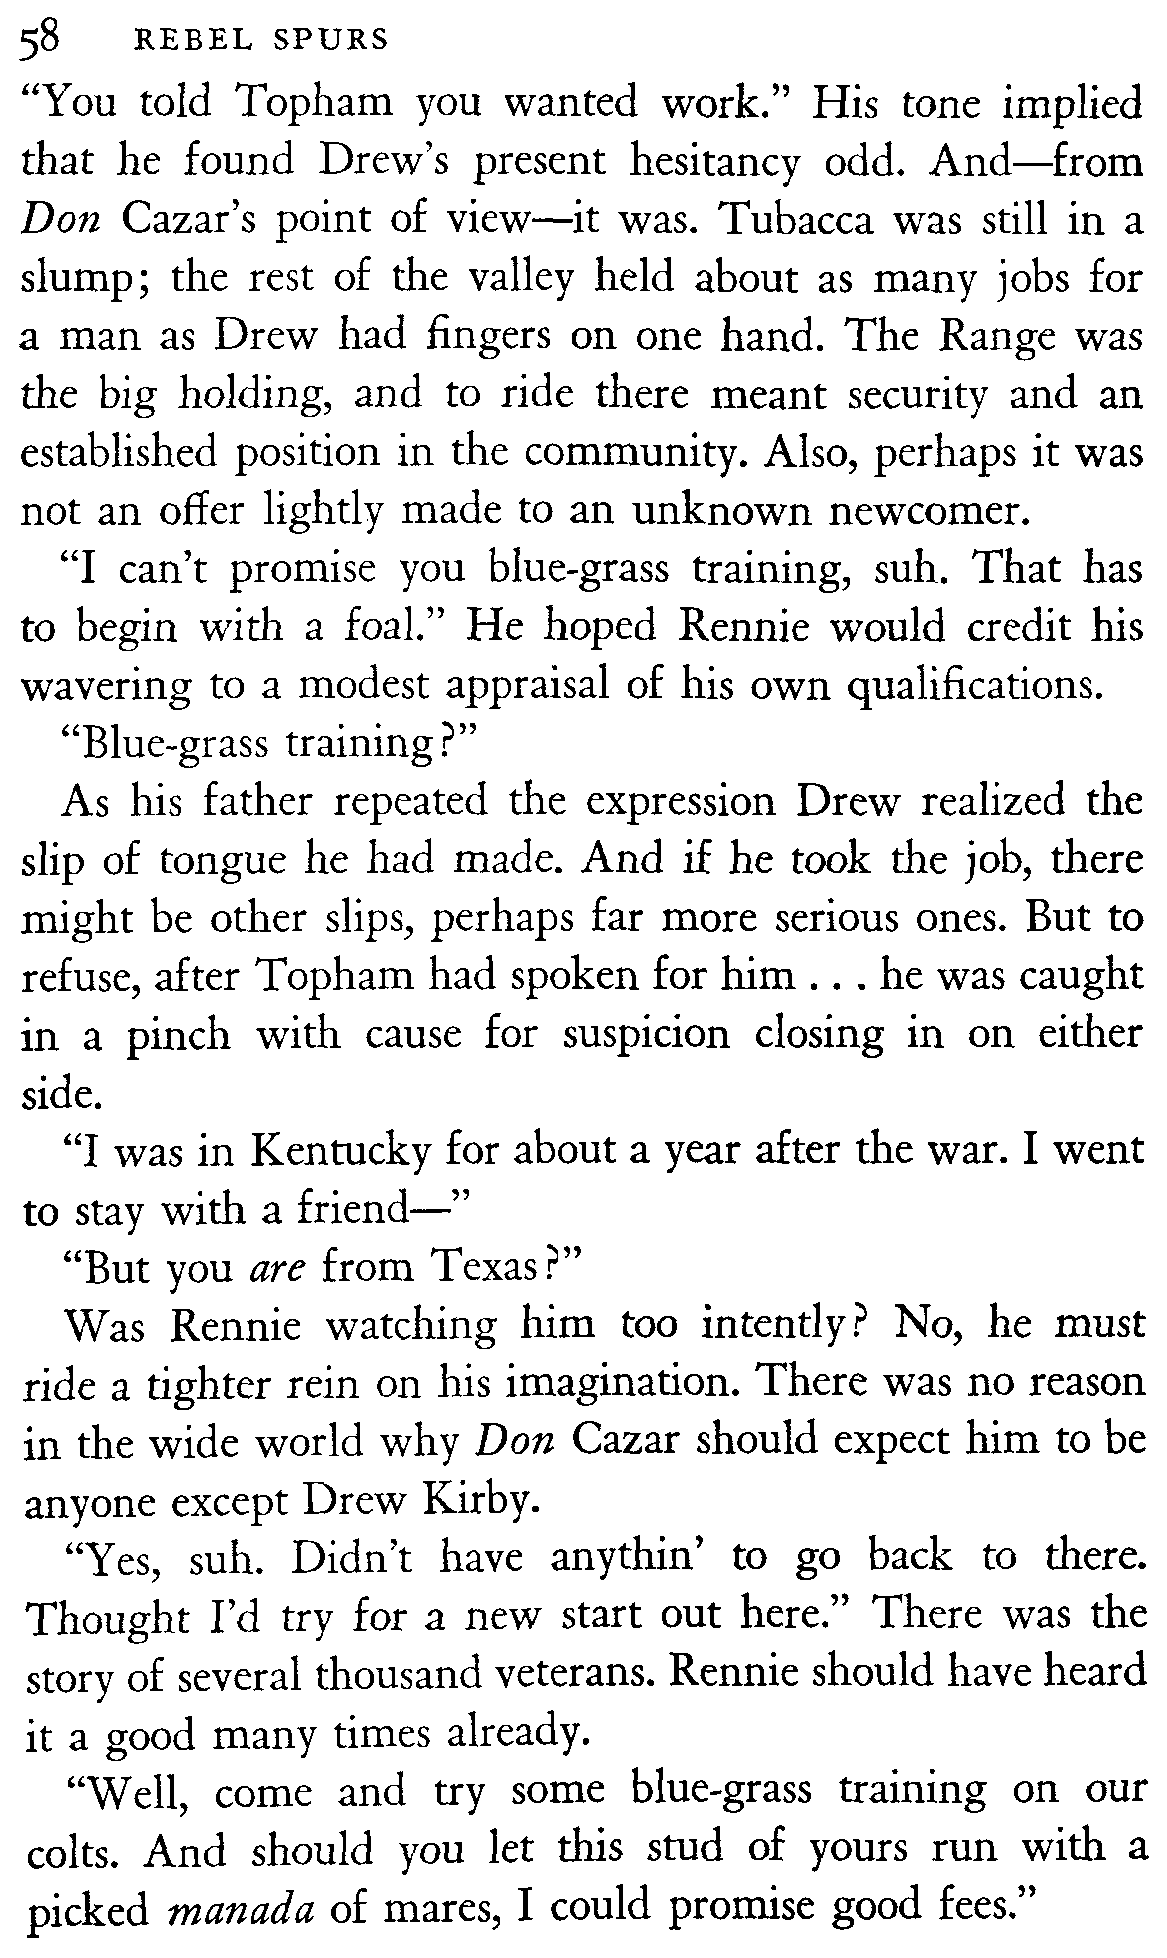 58 REBEL SPURS
“You told Topham you wanted work.” His tone implied
that he found Drew’s present hesitancy odd. And—from
Don Cazar’s point of view—it was. Tubacca was still in a
slump; the rest of the valley held about as many jobs for
a man as Drew had fingers on one hand. The Range was
the big holding, and to ride there meant security and an
established position in the community. Also, perhaps it was
not an offer lightly made to an unknown newcomer.
“I can’t promise you blue-grass training, suh. That has
to begin with a foal.” He hoped Rennie would credit his
wavering to a modest appraisal of his own qualifications.
“Blue-grass training?”
As his father repeated the expression Drew realized the
slip of tongue he had made. And if he took the job, there
might be other slips, perhaps far more serious ones. But to
refuse, after Topham had spoken for him . . . he was caught
in a pinch with cause for suspicion closing in on either
side.
“I was in Kentucky for about a year after the war. I went
to stay with a friend—”
“But you are from Texas?”
Was Rennie watching him too intently? No, he must
ride a tighter rein on his imagination. There was no reason
in the wide world why Don Cazar should expect him to be
anyone except Drew Kirby.
“Yes, suh. Didn’t have anythin’ to go back to there.
Thought I’d try for a new start out here.” There was the
story of several thousand veterans. Rennie should have heard
it a good many times already.
“Well, come and try some blue-grass training on our
colts. And should you let this stud of yours run with a
picked manada of mares, I could promise good fees.”